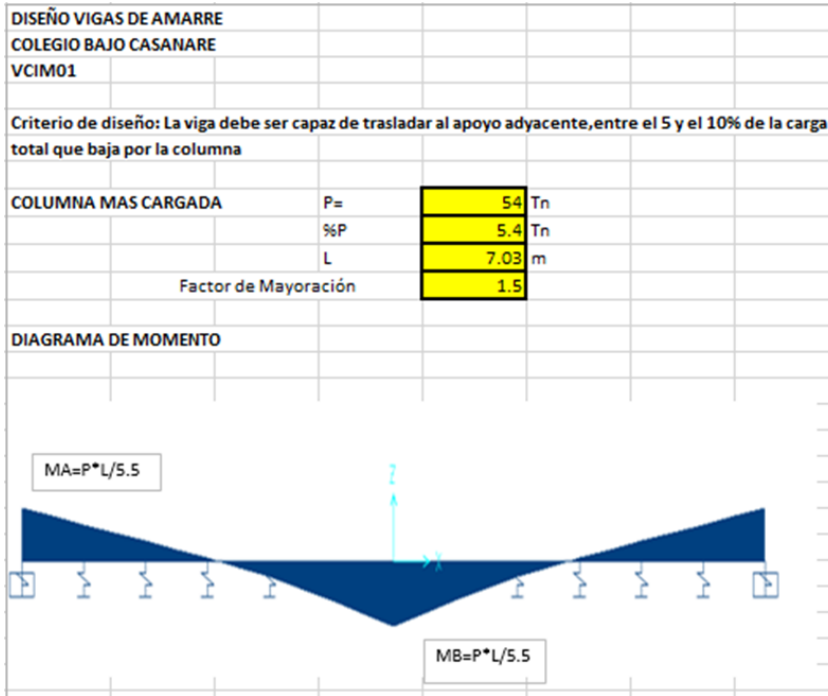 DISEÑO VIGAS DE AMARRE
COLEGIO BAJO CASANARE
VCIM01
Criterio de diseño: La viga debe ser capaz de trasladar al apoyo adyacente,entre el 5 y el 10% de la carga
total que baja por la columna
COLUMNA MAS CARGADA P= 54 Tn
%P 5.4 Tn
L 7.03 m
Factor de Mayoración 1.5
DIAGRAMA DE MOMENTO
MA=P*L/5.5
Z
X
MB=P*L/5.5